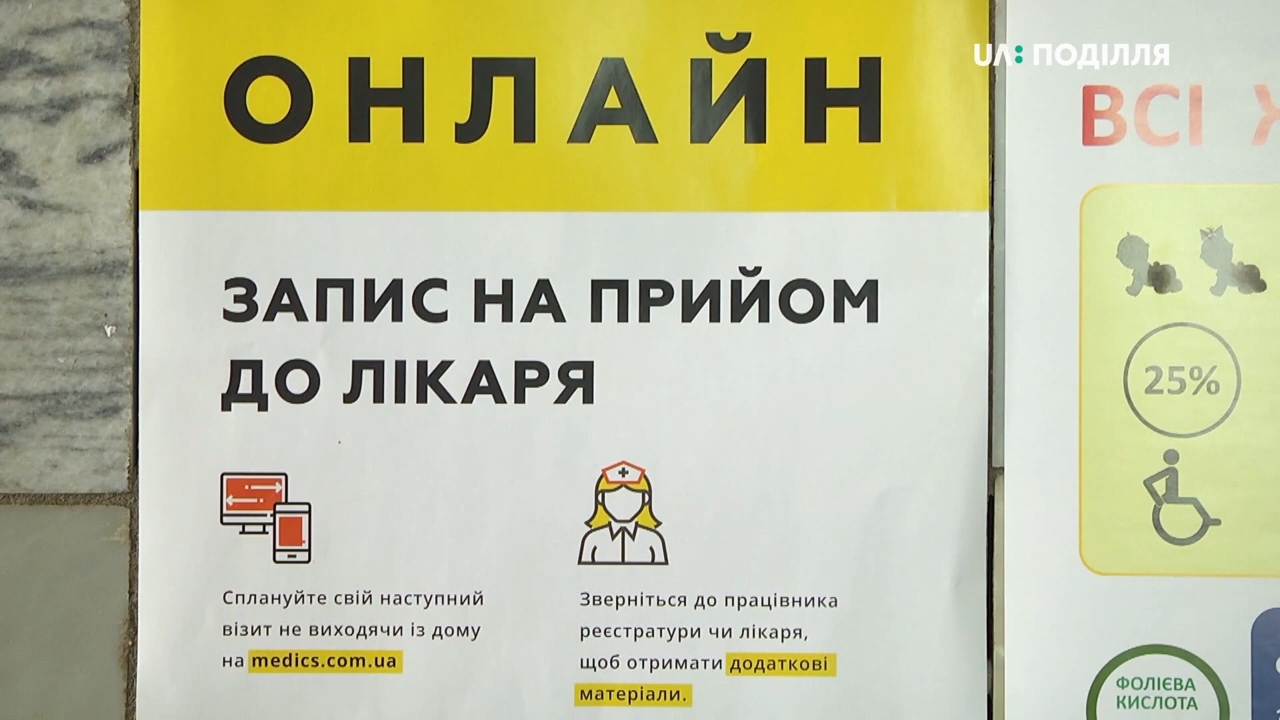 UA: ПОДІЛЛЯ
ОНЛАЙН
ЗАПИС НА ПРИЙОМ
ДО ЛІКАРЯ
Сплануйте свій наступний
візит не виходячи із дому
на medics.com.ua
Зверніться до працівника
реєстратури чи лікаря,
щоб отримати додаткові
матеріали.
ВСІ
25%
ФОЛІЄВА
КИСЛОТА